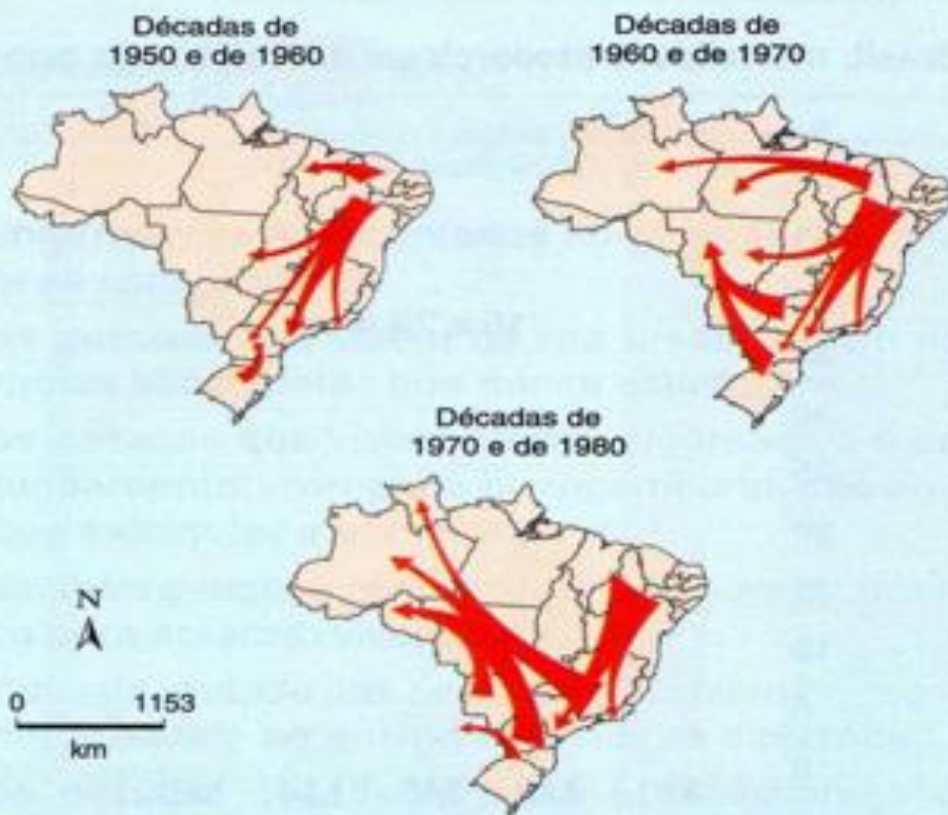 Décadas de
1950 e de 1960
Décadas de
1960 e de 1970
Décadas de
1970 e de 1980
N
0 1153
km